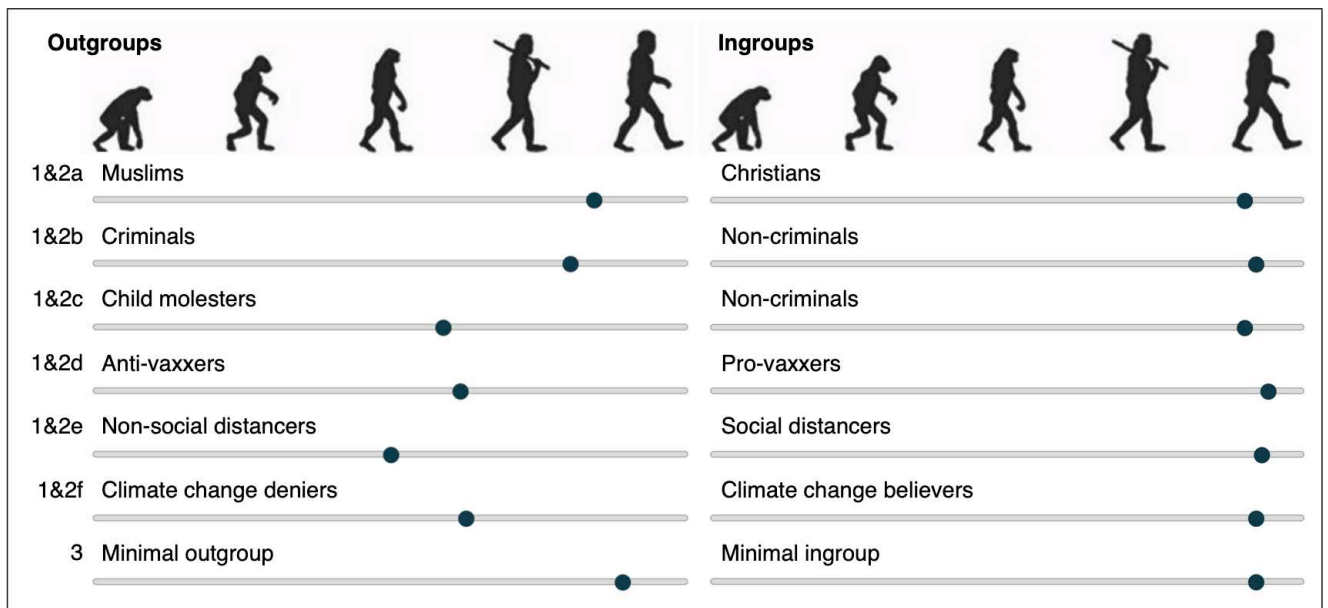 Outgroups Ingroups
1&2a Muslims Christians
1&2b Criminals Non-criminals
1&2c Child molesters Non-criminals
1&2d Anti-vaxxers Pro-vaxxers
1&2e Non-social distancers Social distancers
1&2f Climate change deniers Climate change believers
3 Minimal outgroup Minimal ingroup